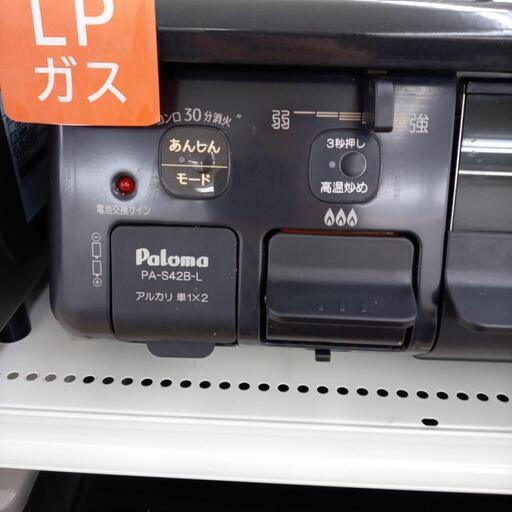 LP
ガス
コンロ30分消火
あんしん
モード
弱
強
3秒押し
高温炒め
電池交換サイン
Paloma
PA-S42B-L
アルカリ 単1×2